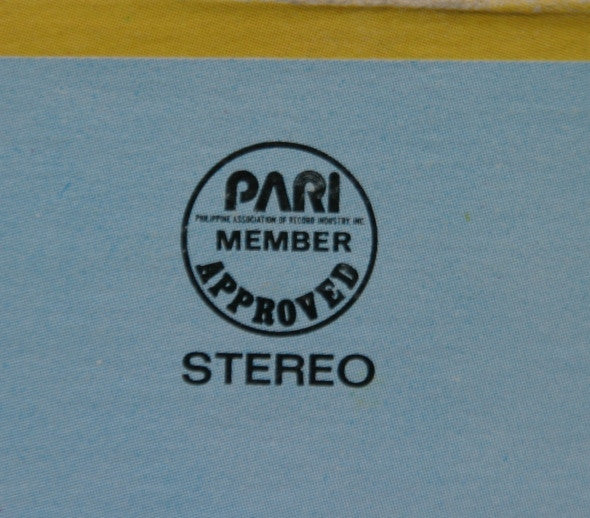 PARI
PHILIPPINE ASSOCIATION OF RECORD INDUSTRY, INC.
MEMBER
APPROVED
STEREO